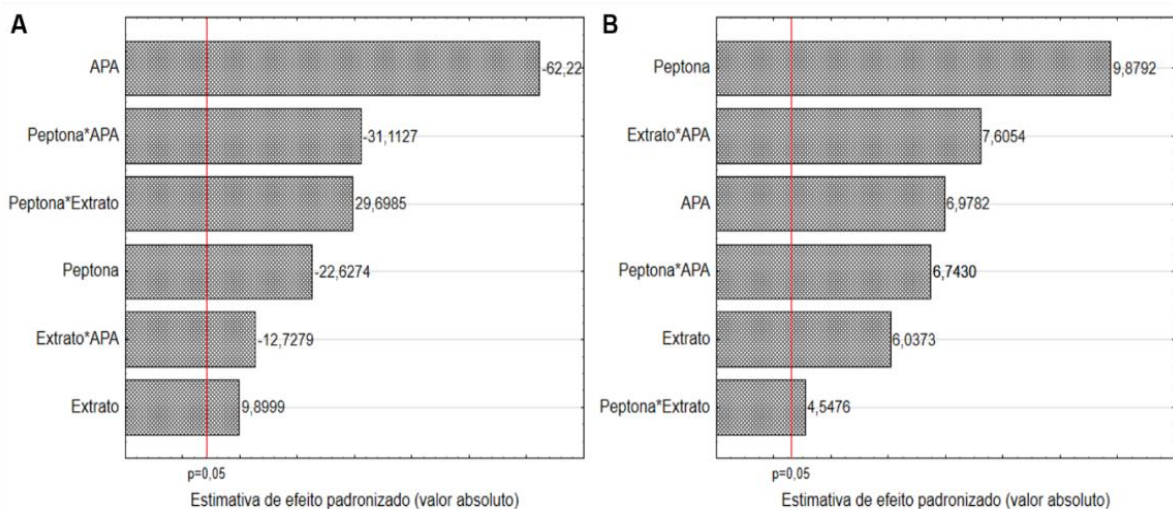 A
APA
-62,22
Peptona*APA
-31,1127
Peptona*Extrato
29,6985
Peptona
-22,6274
Extrato*APA
-12,7279
Extrato
9,8999
p=0,05
Estimativa de efeito padronizado (valor absoluto)
B
Peptona
9,8792
Extrato*APA
7,6054
APA
6,9782
Peptona*APA
6,7430
Extrato
6,0373
Peptona*Extrato
4,5476
p=0,05
Estimativa de efeito padronizado (valor absoluto)